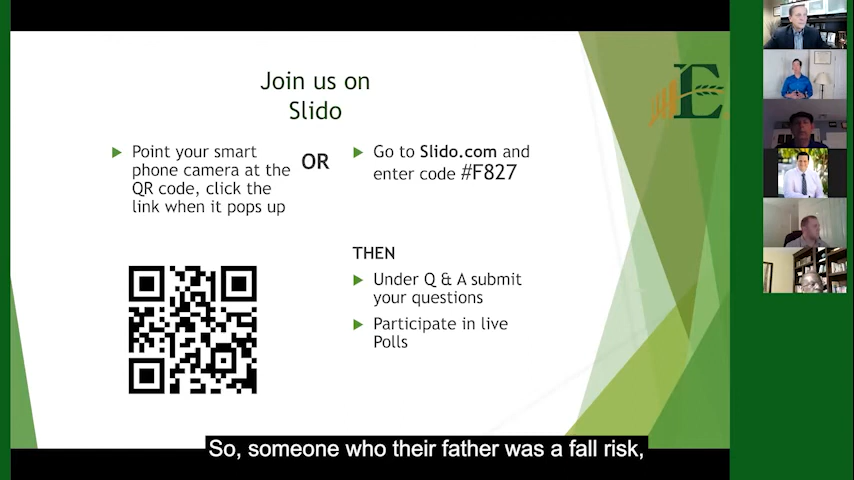 Join us on
Slido
Point your smart
phone camera at the
QR code, click the
link when it pops up
OR
Go to Slido.com and
enter code #F827
THEN
Under Q & A submit
your questions
Participate in live
Polls
E
So, someone who their father was a fall risk,